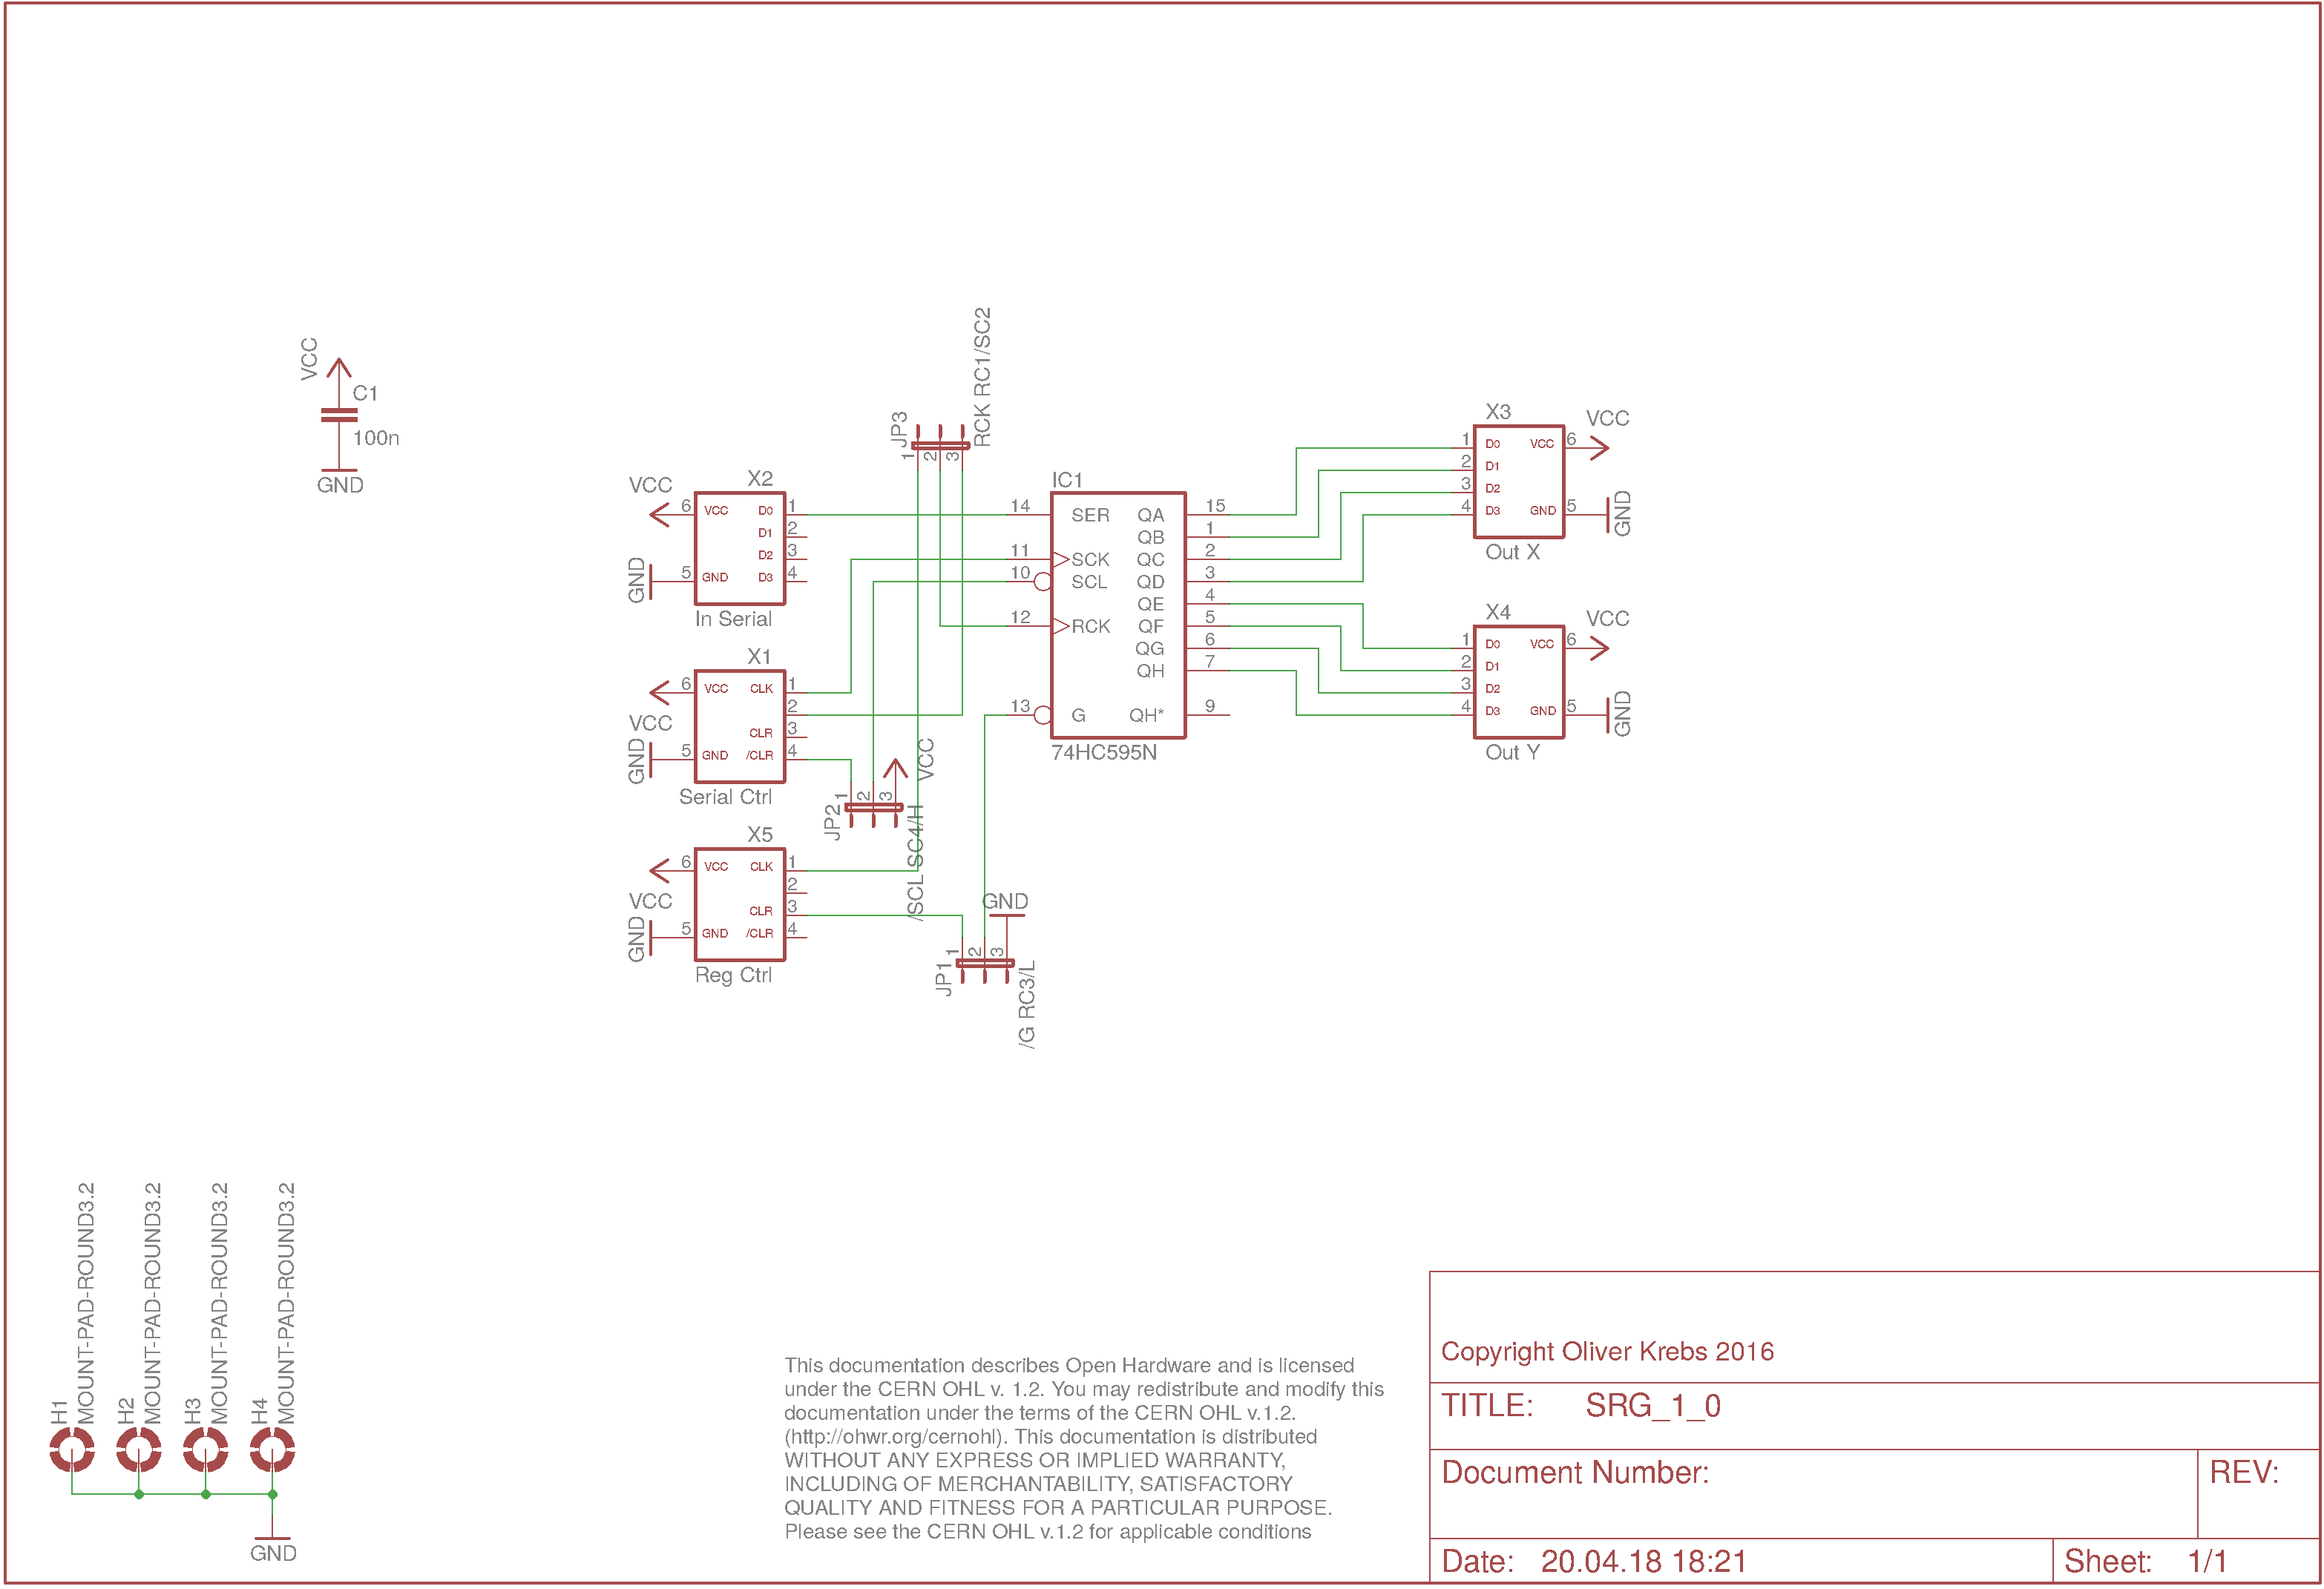 VCC
C1
100n
GND
RCK RC1/SC2
JP3
1
2
3
X2
VCC
6
VCC
D0
1
D1
2
D2
3
GND
5
GND
D3
4
In Serial
X1
6
VCC
CLK
1
VCC
2
CLR
3
GND
5
GND
/CLR
4
Serial Ctrl
VCC
JP2
1
2
3
/SCL SC4/H
X5
6
VCC
CLK
1
VCC
2
CLR
3
GND
5
GND
/CLR
4
Reg Ctrl
GND
JP1
1
2
3
/G RC3/L
IC1
14
SER
QA
15
QB
1
11
SCK
QC
2
10
SCL
QD
3
QE
4
12
RCK
QF
5
QG
6
QH
7
13
G
QH*
9
74HC595N
X3
VCC
1
D0
VCC
6
2
D1
3
D2
4
D3
GND
5
GND
Out X
X4
VCC
1
D0
VCC
6
2
D1
3
D2
4
D3
GND
5
GND
Out Y
H1
MOUNT-PAD-ROUND3.2
H2
MOUNT-PAD-ROUND3.2
H3
MOUNT-PAD-ROUND3.2
H4
MOUNT-PAD-ROUND3.2
GND
This documentation describes Open Hardware and is licensed
under the CERN OHL v. 1.2. You may redistribute and modify this
documentation under the terms of the CERN OHL v.1.2.
(http://ohwr.org/cernohl). This documentation is distributed
WITHOUT ANY EXPRESS OR IMPLIED WARRANTY,
INCLUDING OF MERCHANTABILITY, SATISFACTORY
QUALITY AND FITNESS FOR A PARTICULAR PURPOSE.
Please see the CERN OHL v.1.2 for applicable conditions
Copyright Oliver Krebs 2016
TITLE: SRG_1_0
Document Number:
REV:
Date: 20.04.18 18:21
Sheet: 1/1